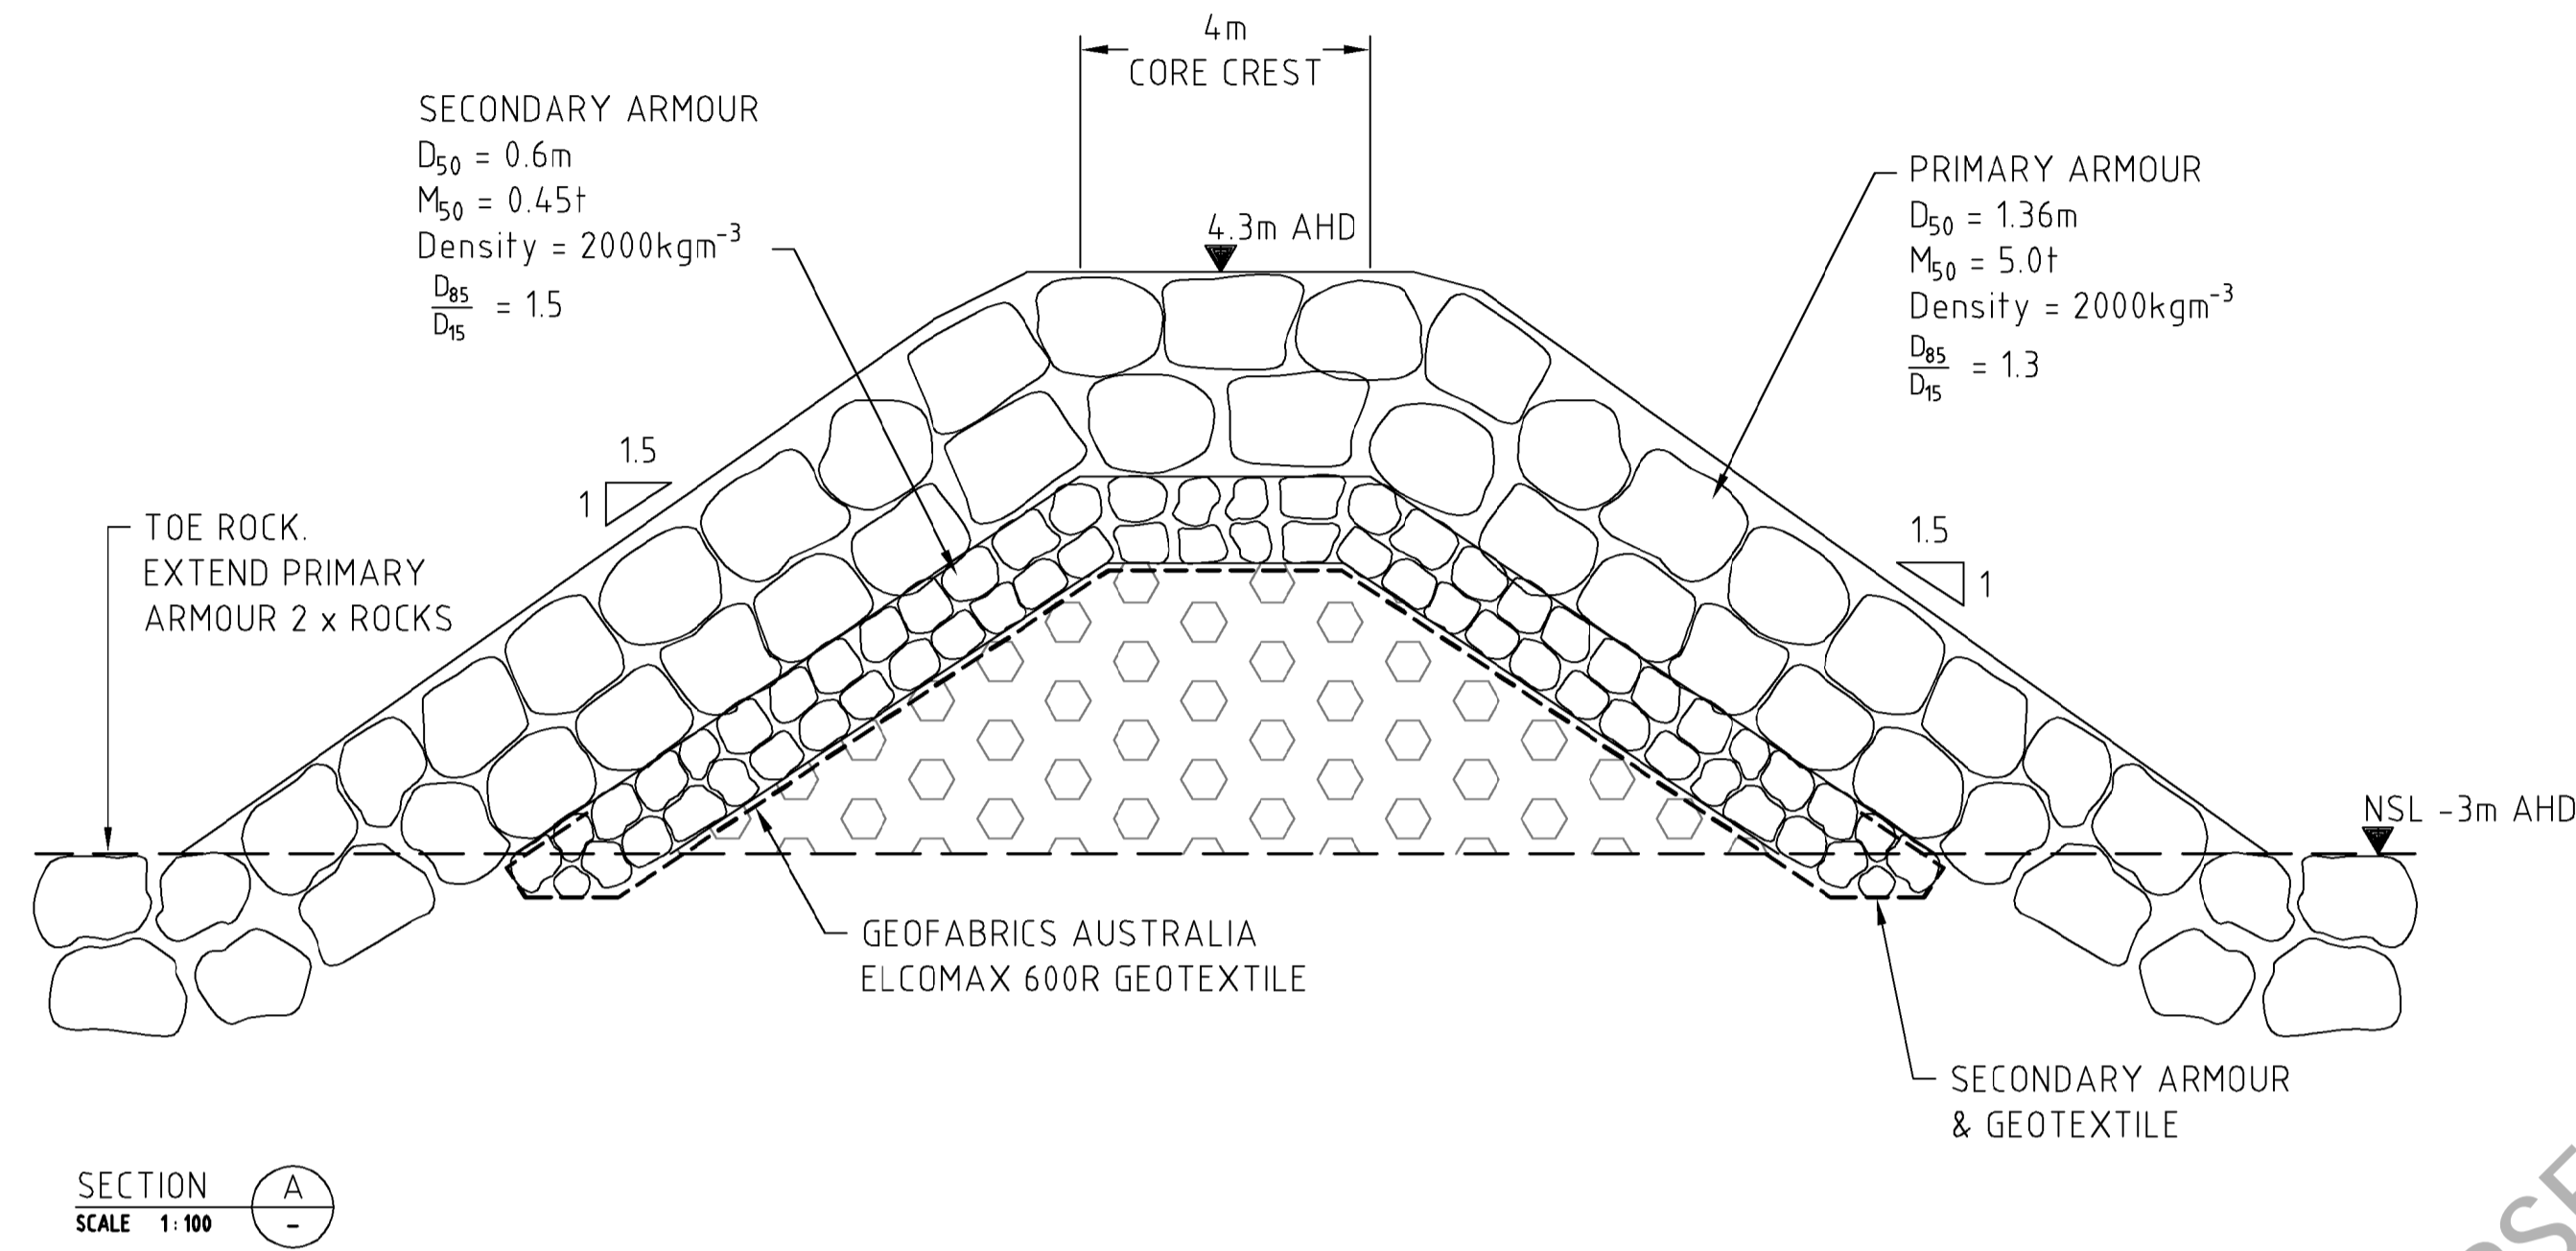 4m
CORE CREST
SECONDARY ARMOUR
D50 = 0.6m
M50 = 0.45t
Density = 2000kgm-3
D85
D15
= 1.5
4.3m AHD
PRIMARY ARMOUR
D50 = 1.36m
M50 = 5.0t
Density = 2000kgm-3
D85
D15
= 1.3
1.5
1
TOE ROCK.
EXTEND PRIMARY
ARMOUR 2 x ROCKS
1.5
1
NSL -3m AHD
GEOFABRICS AUSTRALIA
ELCOMAX 600R GEOTEXTILE
SECONDARY ARMOUR
& GEOTEXTILE
SECTION
A
SCALE 1:100
-